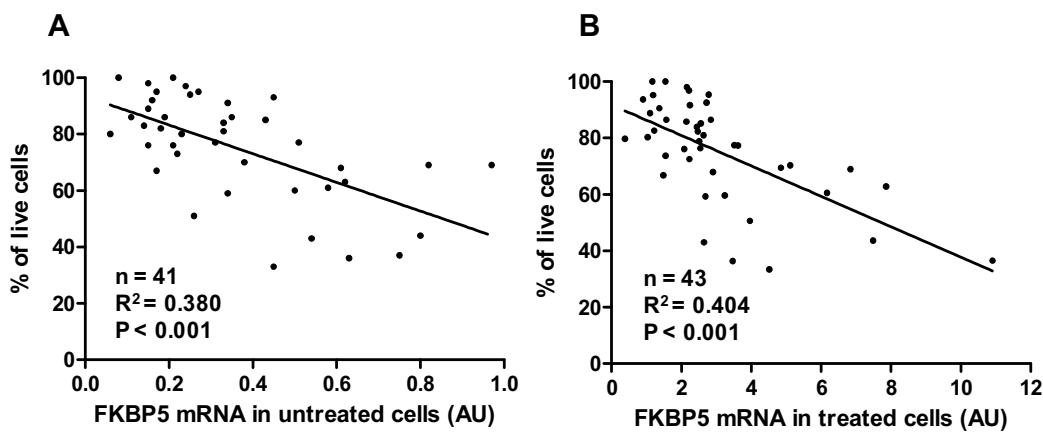 A
% of live cells
100
80
60
40
20
0
n = 41
R² = 0.380
P < 0.001
0.0 0.2 0.4 0.6 0.8 1.0
FKBP5 mRNA in untreated cells (AU)
B
% of live cells
100
80
60
40
20
0
n = 43
R² = 0.404
P < 0.001
0 2 4 6 8 10 12
FKBP5 mRNA in treated cells (AU)